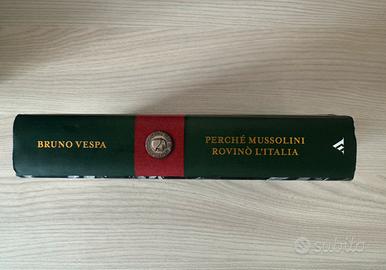 BRUNO VESPA
PERCHÉ MUSSOLINI
ROVINÒ L'ITALIA
subito